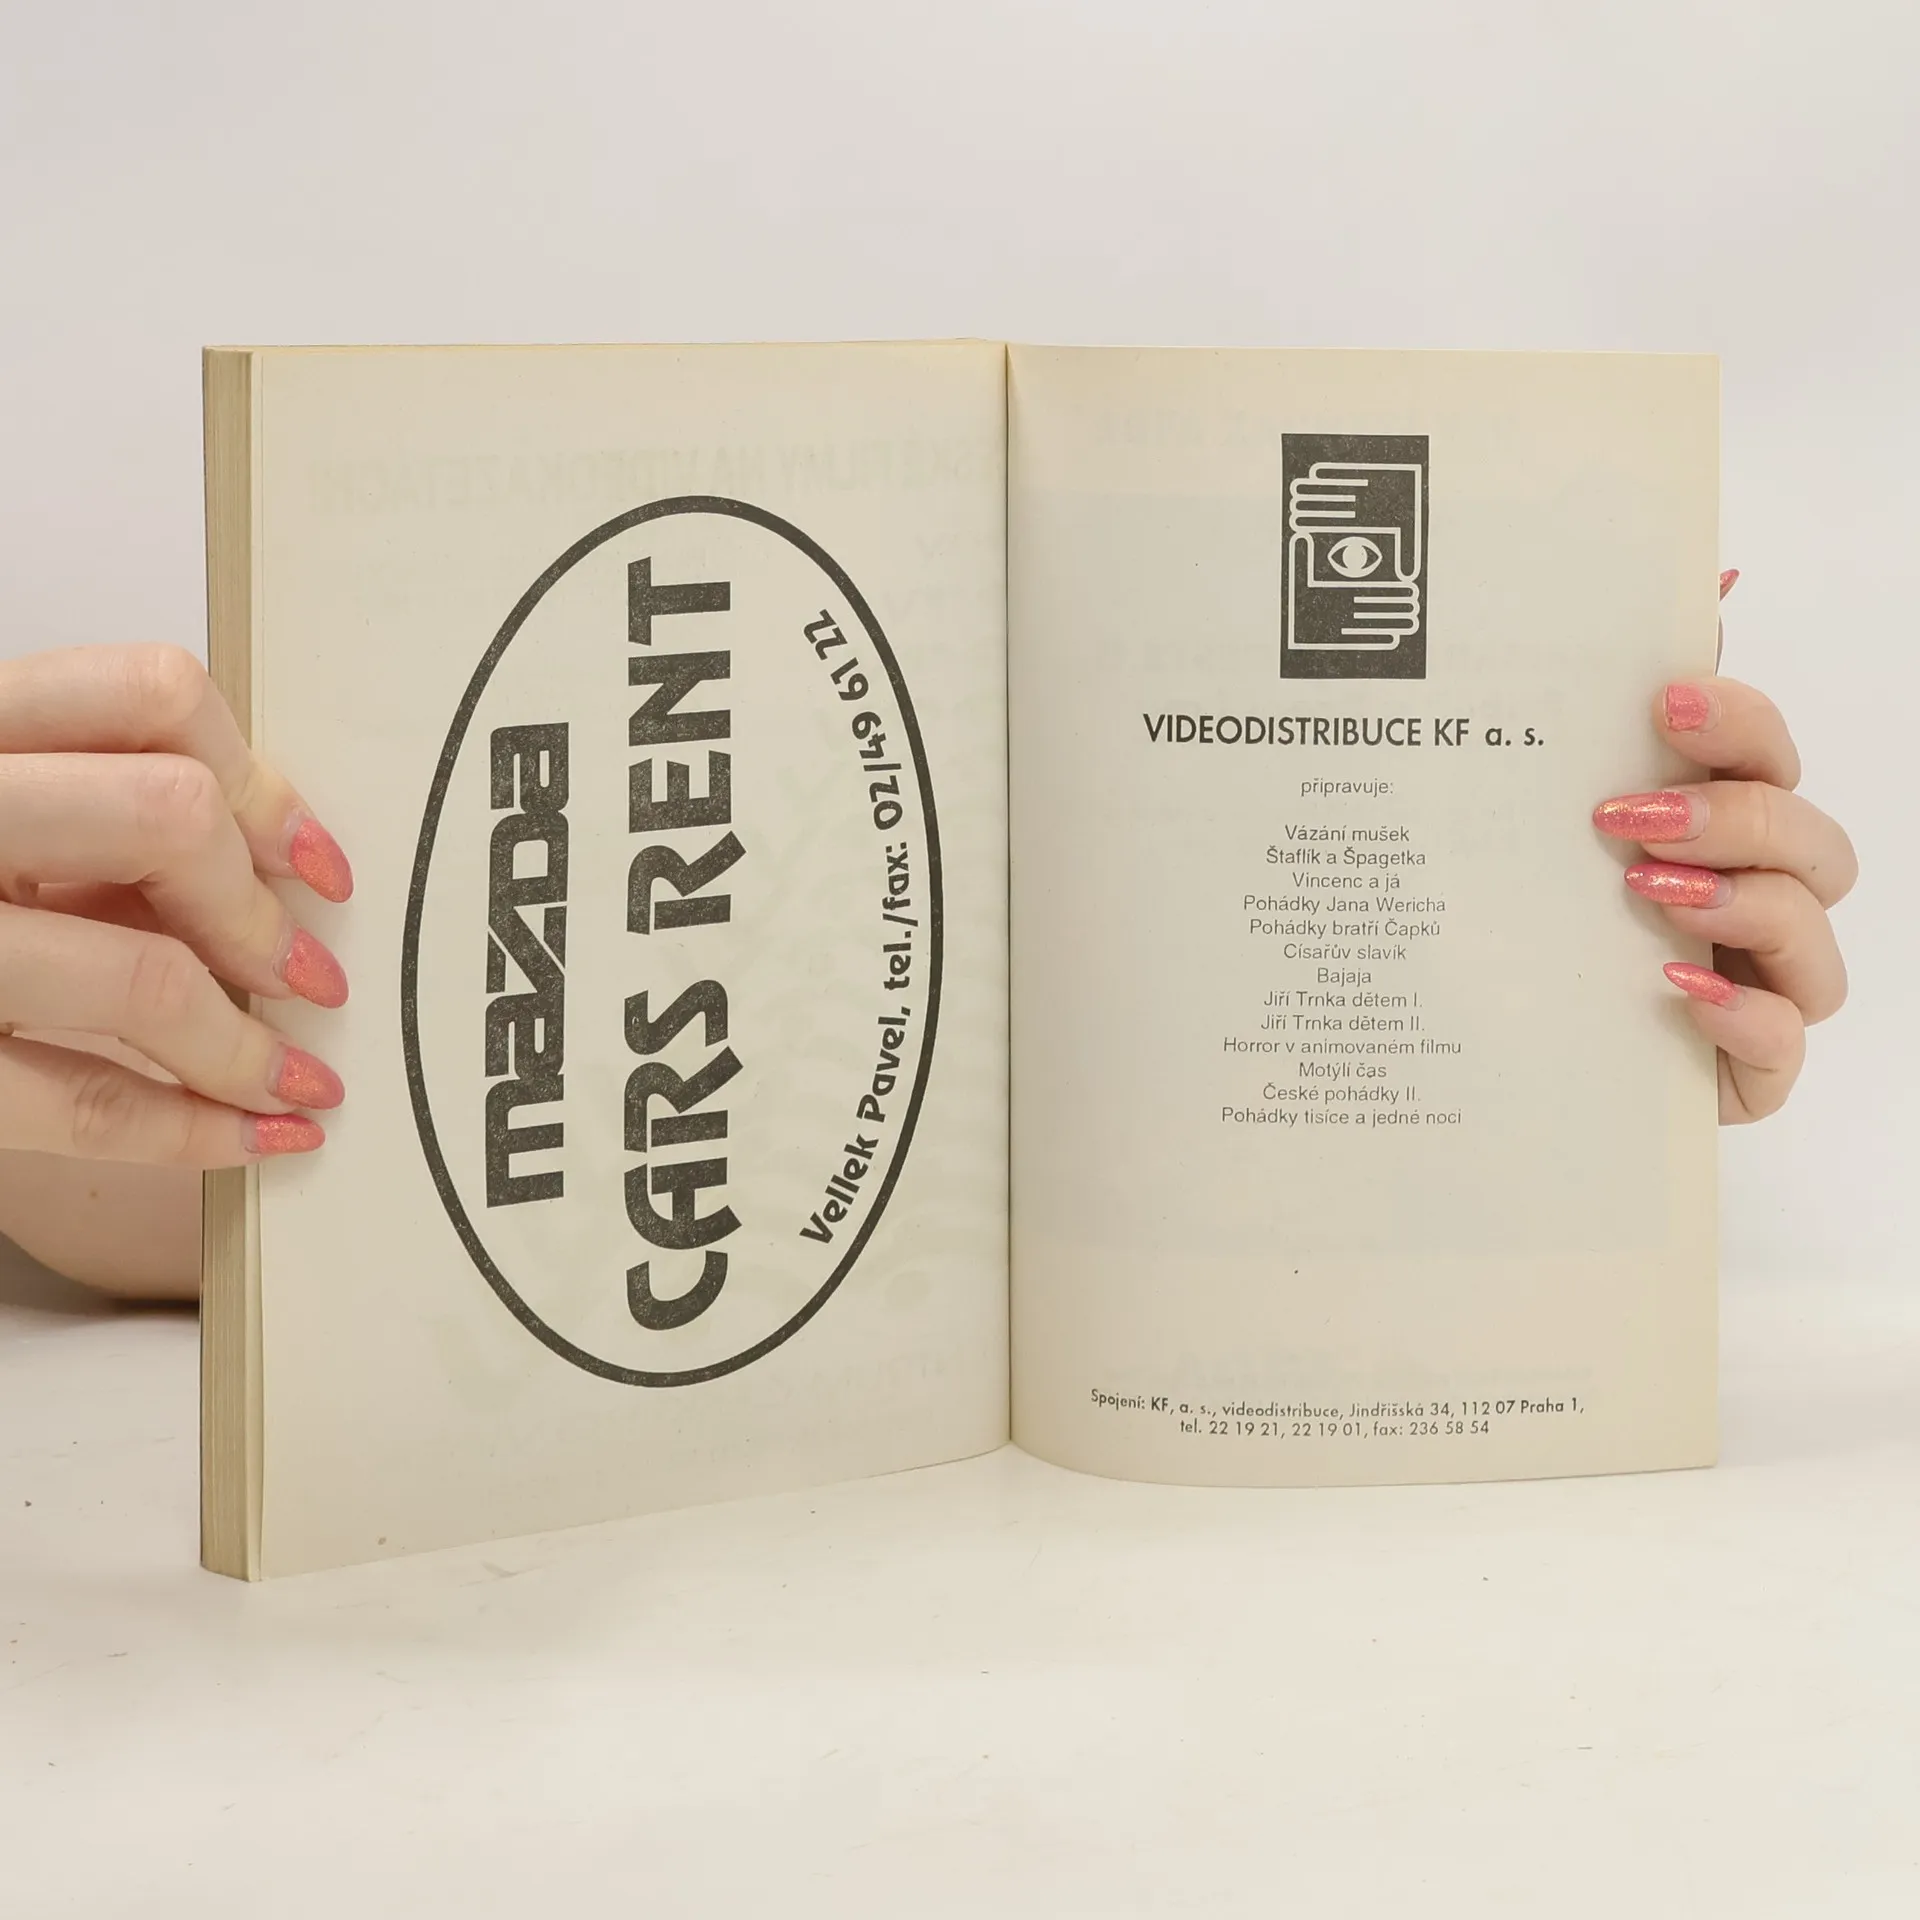 mazda
CARS RENT
Vellek Pavel, tel./fax: 02/49 61 22
VIDEODISTRIBUCE KF a. s.
připravuje:
Vázání mušek
Štaflík a Špagetka
Vincenc a já
Pohádky Jana Wericha
Pohádky bratří Čapků
Císařův slavík
Bajaja
Jiří Trnka dětem I.
Jiří Trnka dětem II.
Horror v animovaném filmu
Motýlí čas
České pohádky II.
Pohádky tisíce a jedné noci
Spojení: KF, a. s., videodistribuce, Jindřišská 34, 112 07 Praha 1,
tel. 22 19 21, 22 19 01, fax: 236 58 54